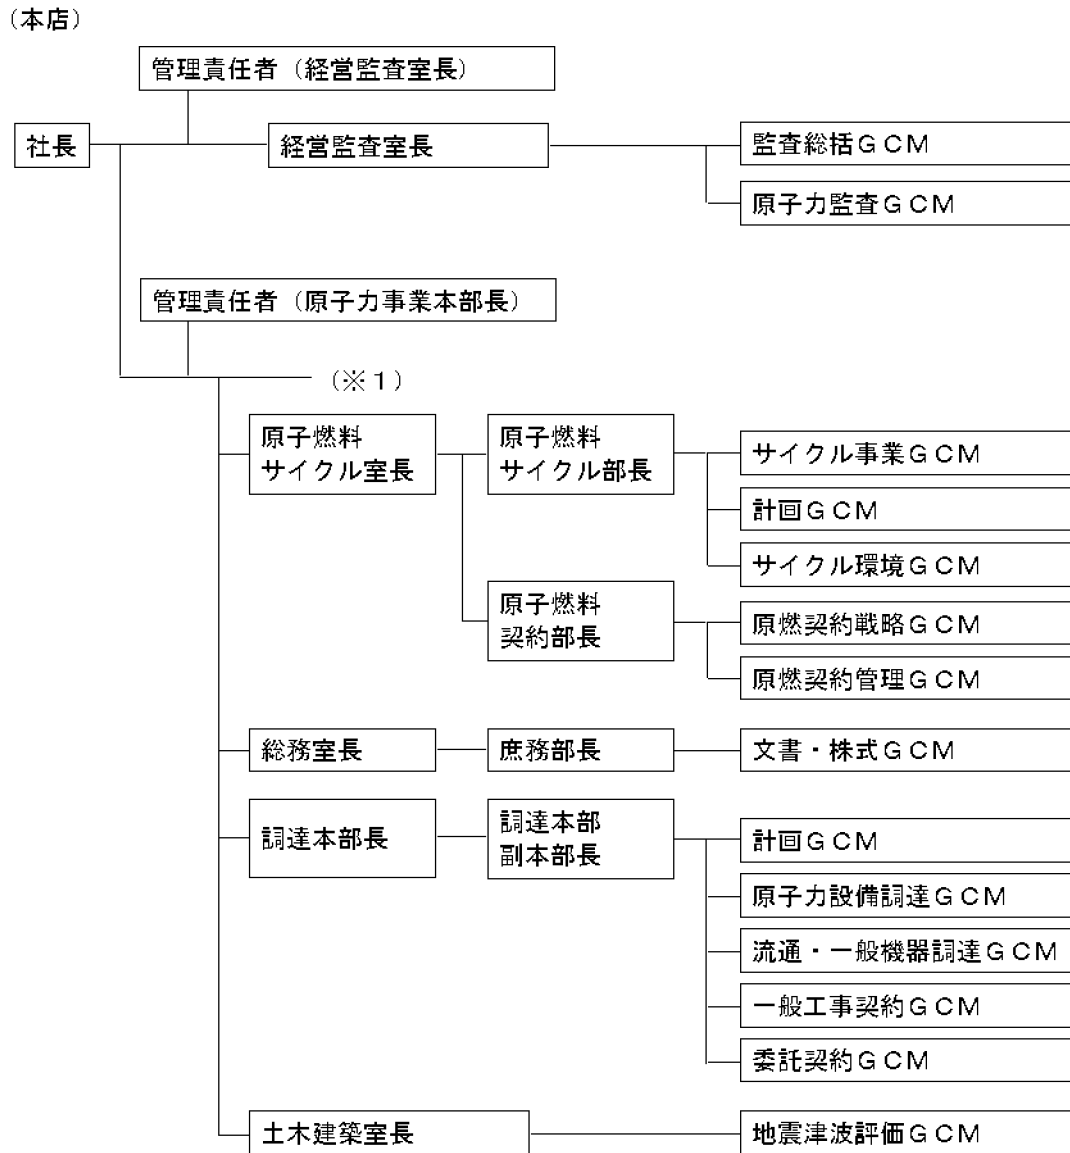 (本店)
管理責任者（経営監査室長）
社長
経営監査室長
監査総括ＧＣＭ
原子力監査ＧＣＭ
管理責任者（原子力事業本部長）
（※１）
原子燃料
サイクル室長
原子燃料
サイクル部長
サイクル事業ＧＣＭ
計画ＧＣＭ
サイクル環境ＧＣＭ
原子燃料
契約部長
原燃契約戦略ＧＣＭ
原燃契約管理ＧＣＭ
総務室長
庶務部長
文書・株式ＧＣＭ
調達本部長
調達本部
副本部長
計画ＧＣＭ
原子力設備調達ＧＣＭ
流通・一般機器調達ＧＣＭ
一般工事契約ＧＣＭ
委託契約ＧＣＭ
土木建築室長
地震津波評価ＧＣＭ